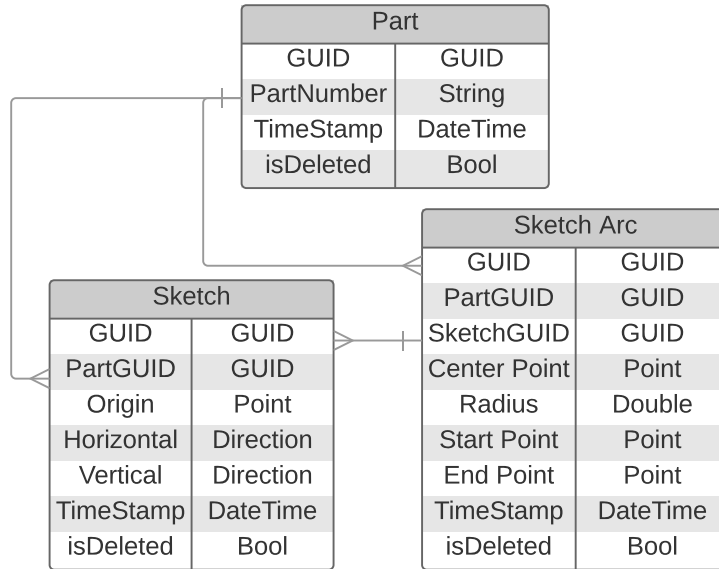 Part
GUID GUID
PartNumber String
TimeStamp DateTime
isDeleted Bool
Sketch Arc
GUID GUID
PartGUID GUID
SketchGUID GUID
Center Point Point
Radius Double
Start Point Point
End Point Point
TimeStamp DateTime
isDeleted Bool
Sketch
GUID GUID
PartGUID GUID
Origin Point
Horizontal Direction
Vertical Direction
TimeStamp DateTime
isDeleted Bool